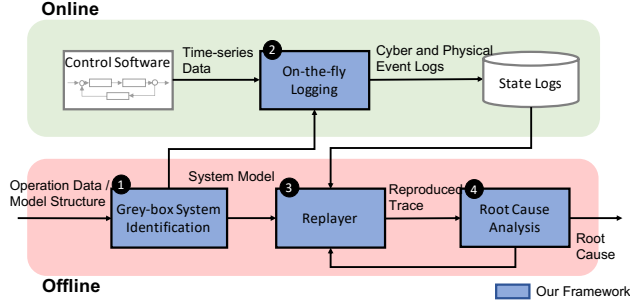 Online
Control Software
Time-series
Data
2
On-the-fly
Logging
Cyber and Physical
Event Logs
State Logs
Operation Data /
Model Structure
1
Grey-box System
Identification
System Model
3
Replayer
Reproduced
Trace
4
Root Cause
Analysis
Root
Cause
Offline
Our Framework